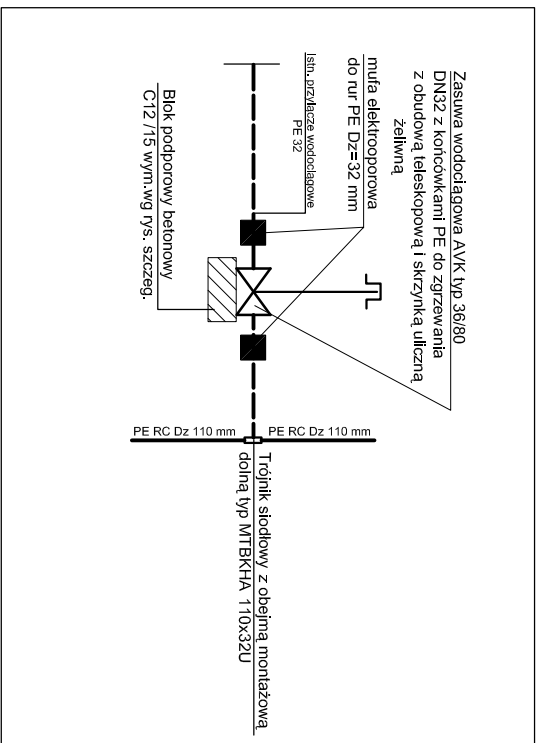 Zasuwa wodociągowa AVK typ 36/80
DN32 z końcówkami PE do zgrzewania
z obudową teleskopową i skrzynką uliczną
żeliwną
mufa elektrooporowa
do rur PE Dz=32 mm
Istn. przyłącze wodociągowe
PE 32
Blok podporowy betonowy
C12 /15 wym.wg rys. szczeg.
PE RC Dz 110 mm
PE RC Dz 110 mm
Trójnik siodłowy z obejmą montażową
dolną typ MTBKHA 110x32U